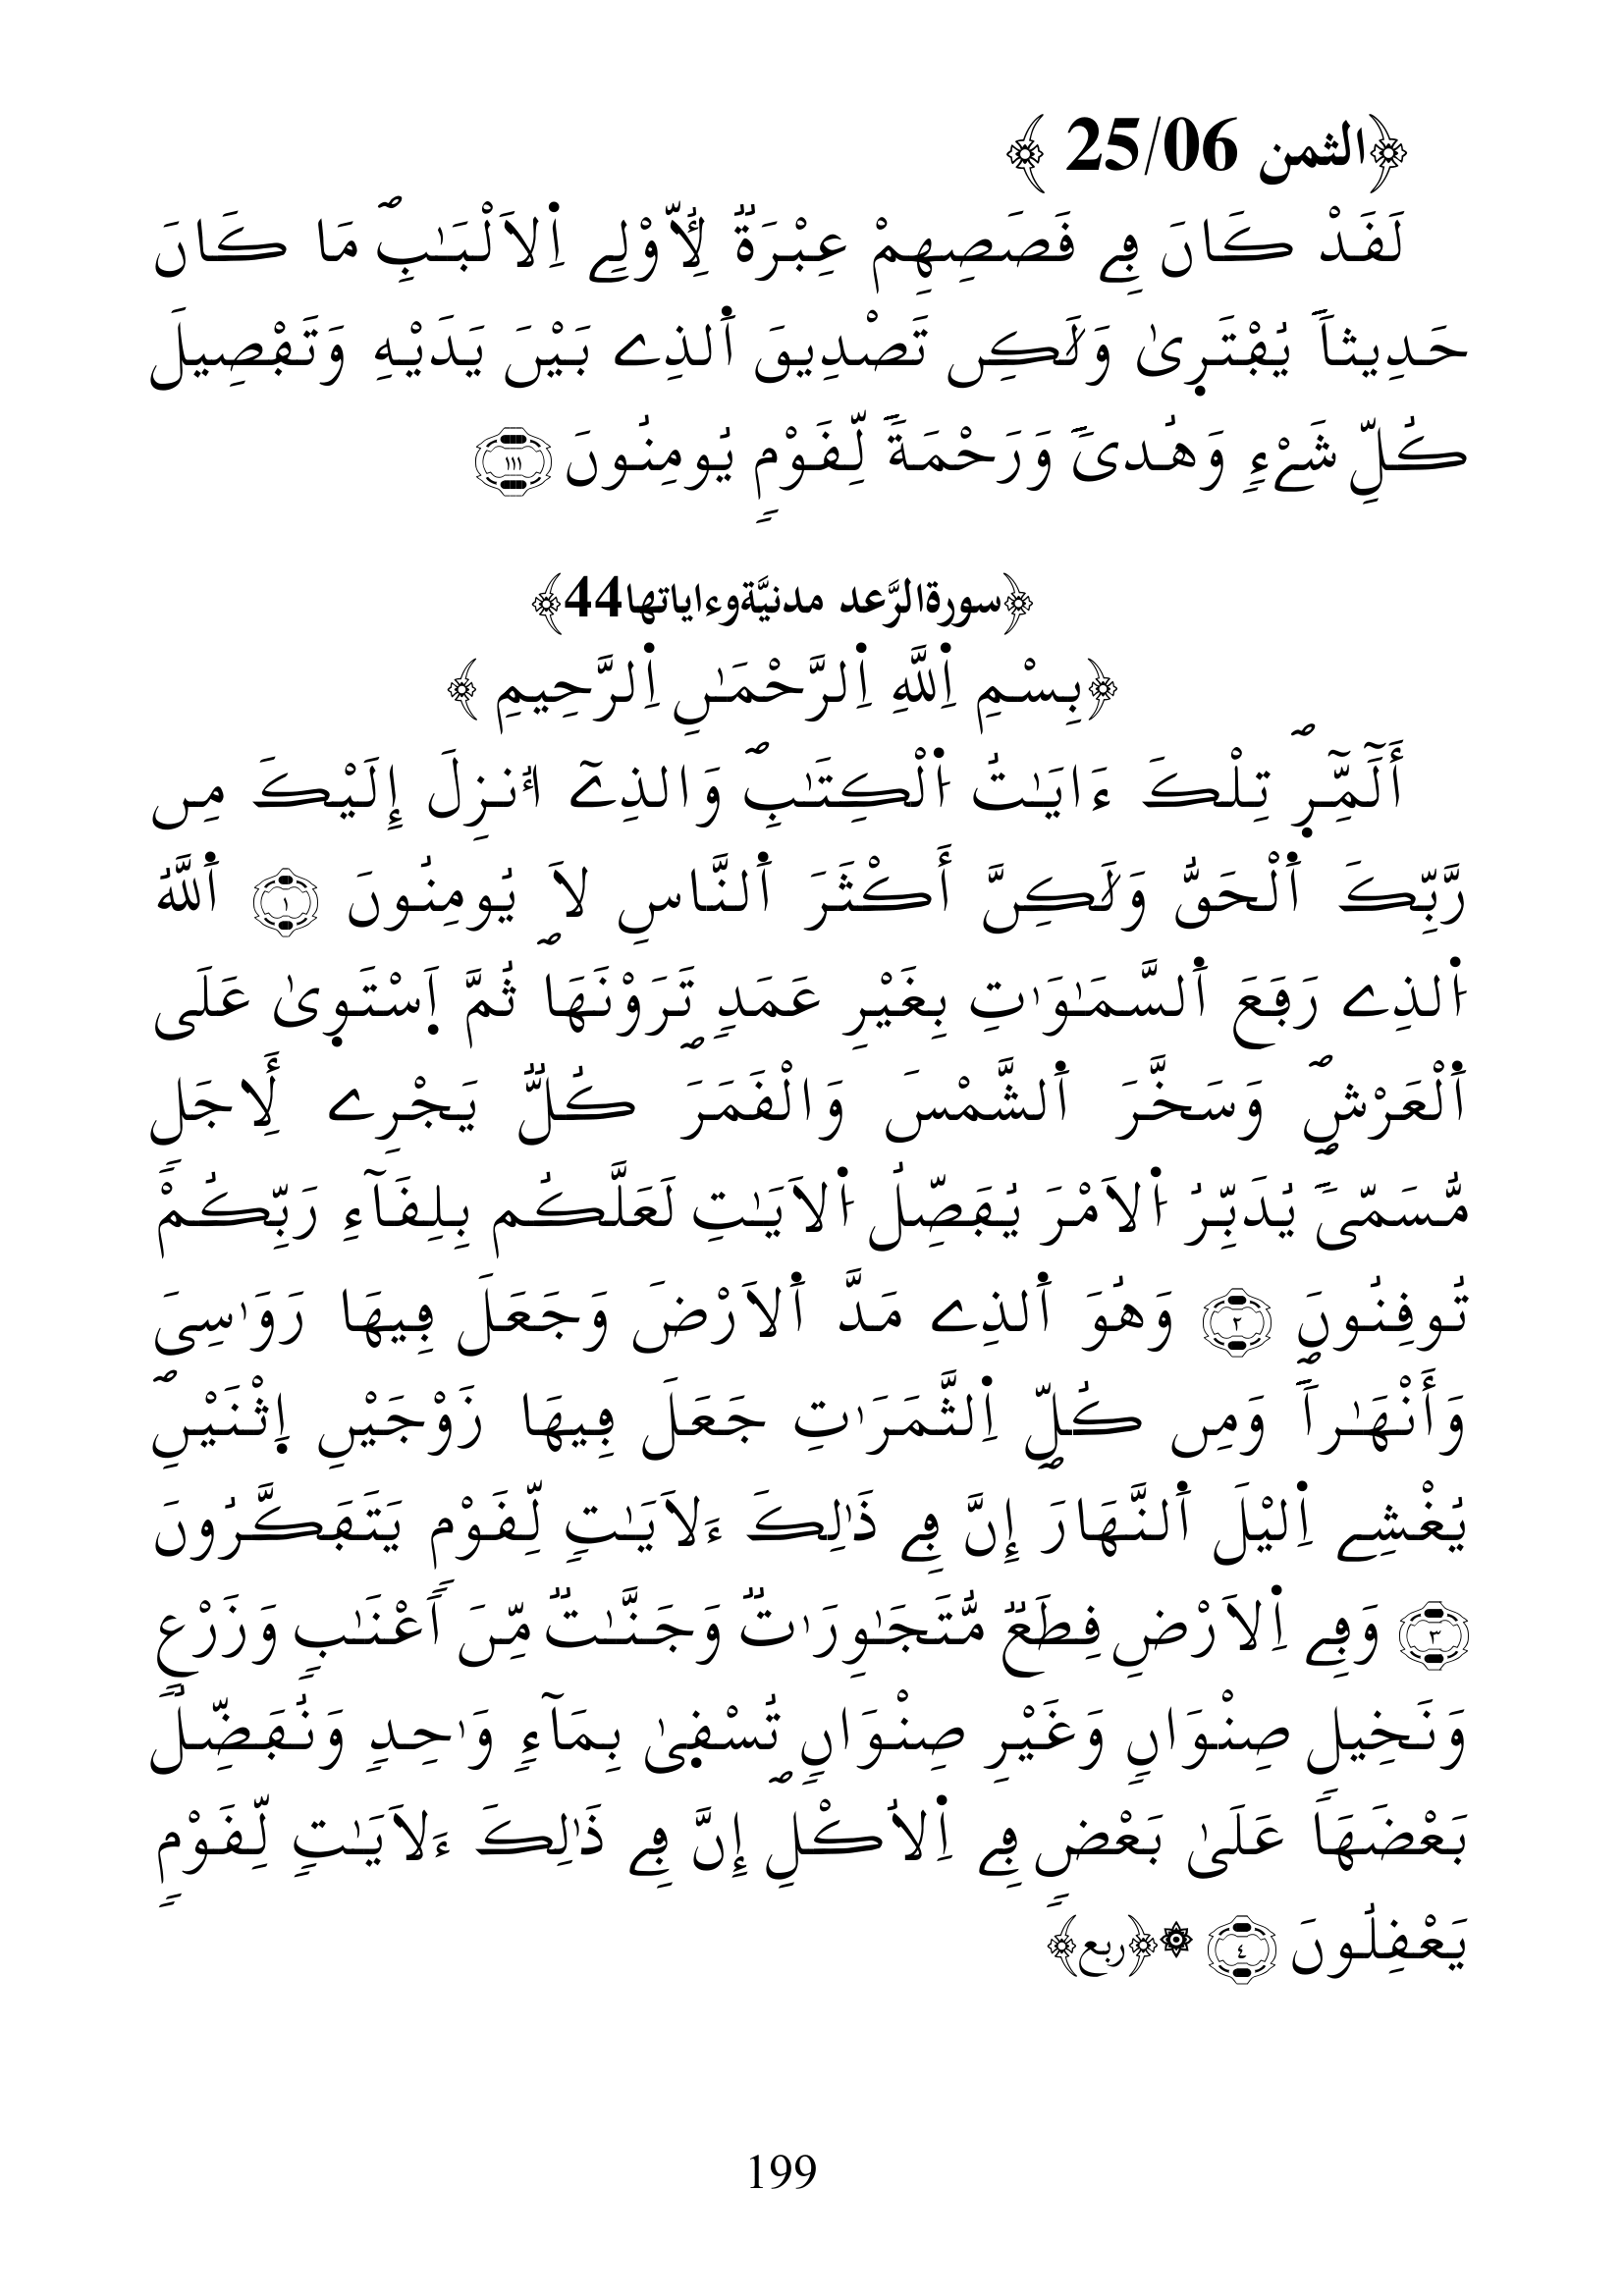 ﴿الثمن 25/06 ﴾
لَفَدْ كَانَ فِے فَصَصِهِمْ عِبْرَةٞ لِّأُوْلِے اِ۬لَالْبَٰبِۖ مَا كَانَ
حَدِيثاٗ يُفْتَر۪يٰ وَلَٰكِن تَصْدِيقَ اَ۬لذِے بَيْنَ يَدَيْهِ وَتَفْصِيلَ
كُلِّ شَےْءٖ وَهُديٗ وَرَحْمَةٗ لِّفَوْمٖ يُومِنُونَ ١١١
﴿سورةالرَّعد مدنيَّةوءاياتها44﴾
﴿بِسْمِ اِ۬للَّهِ اِ۬لرَّحْمَٰنِ اِ۬لرَّحِيمِ ﴾
أَلَٓمِّٓر۪ۖ تِلْكَ ءَايَٰتُ اُ۬لْكِتَٰبِۖ وَالذِےٓ أُنزِلَ إِلَيْكَ مِن
رَّبِّكَ اَ۬لْحَقُّ وَلَٰكِنَّ أَكْثَرَ اَ۬لنَّاسِ لَا يُومِنُونَۖ ١ اَ۬للَّهُ
اُ۬لذِے رَفَعَ اَ۬لسَّمَٰوَٰتِ بِغَيْرِ عَمَدٖ تَرَوْنَهَاۖ ثُمَّ اَ۪سْتَو۪يٰ عَلَي
اَ۬لْعَرْشِۖ وَسَخَّرَ اَ۬لشَّمْسَ وَالْفَمَرَۖ كُلّٞ يَجْرِے لِأَجَلٖ
مُّسَمّيٗۖ يُدَبِّرُ اُ۬لَامْرَ يُفَصِّلُ اُ۬لَايَٰتِ لَعَلَّكُم بِلِفَآءِ رَبِّكُمْ
تُوفِنُونَۖ ٢ وَهُوَ اَ۬لذِے مَدَّ اَ۬لَارْضَ وَجَعَلَ فِيهَا رَوَٰسِيَ
وَأَنْهَٰراٗۖ وَمِن كُلِّ اِ۬لثَّمَرَٰتِ جَعَلَ فِيهَا زَوْجَيْنِ اِ۪ثْنَيْنِۖ
يُغْشِے اِ۬ليْلَ اَ۬لنَّهَارَۖ إِنَّ فِے ذَٰلِكَ ءَلَايَٰتٖ لِّفَوْمٖ يَتَفَكَّرُونَ
٣ وَفِے اِ۬لَارْضِ فِطَعٞ مُّتَجَٰوِرَٰتٞ وَجَنَّٰتٞ مِّنَ اَعْنَٰبٖ وَزَرْعٖ
وَنَخِيلٖ صِنْوَانٖ وَغَيْرِ صِنْوَانٖ تُسْف۪يٰ بِمَآءٖ وَٰحِدٖۖ وَنُفَضِّلُ
بَعْضَهَا عَلَيٰ بَعْضٖ فِے اِ۬لُاكْلِۖ إِنَّ فِے ذَٰلِكَ ءَلَايَٰتٖ لِّفَوْمٖ
يَعْفِلُونَ ٤ ۞﴿ربع﴾
199